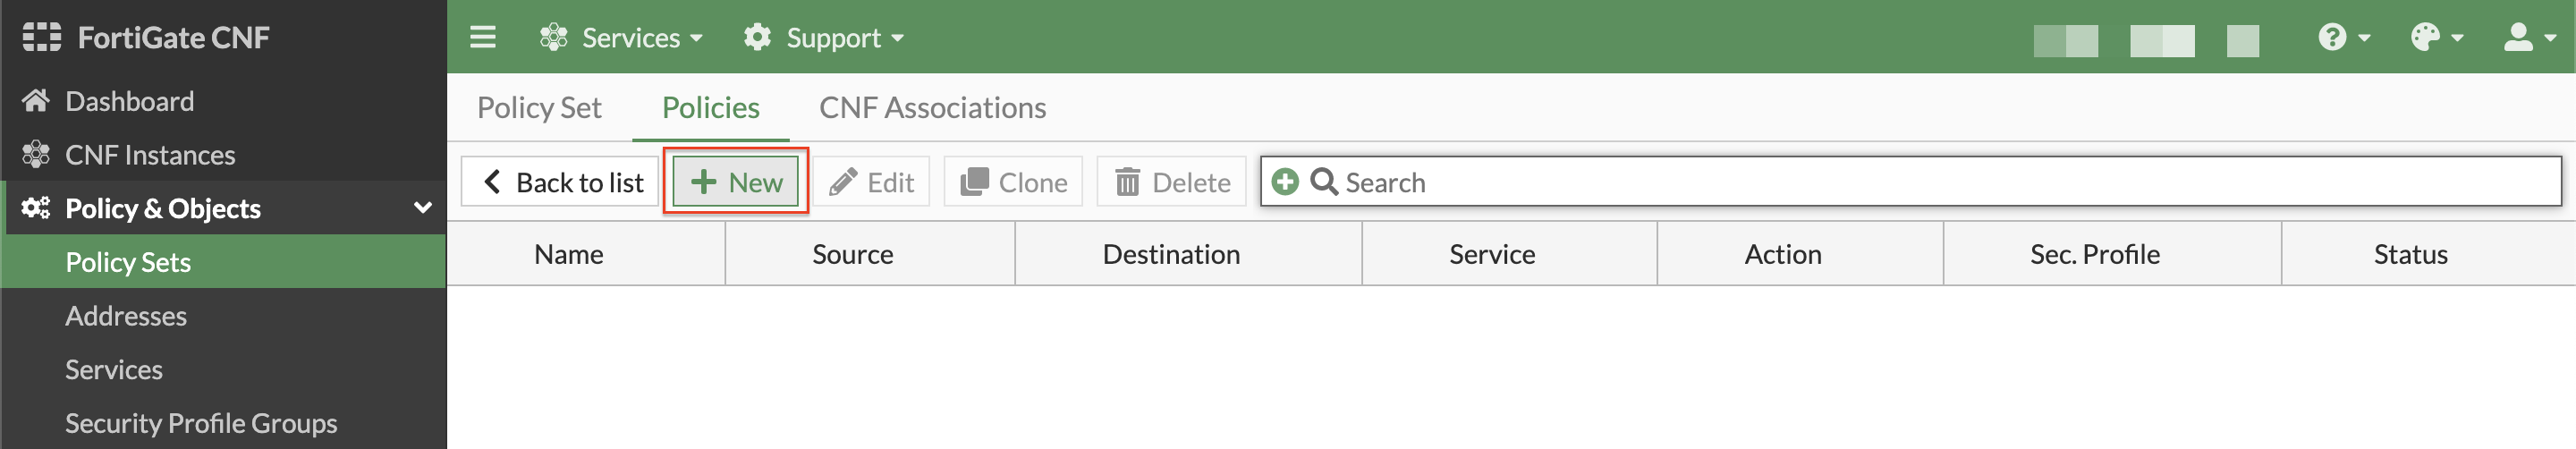 FortiGate CNF
Services
Support
Dashboard
CNF Instances
Policy & Objects
Policy Sets
Addresses
Services
Security Profile Groups
Policy Set Policies CNF Associations
Back to list New Edit Clone Delete Search
Name Source Destination Service Action Sec. Profile Status